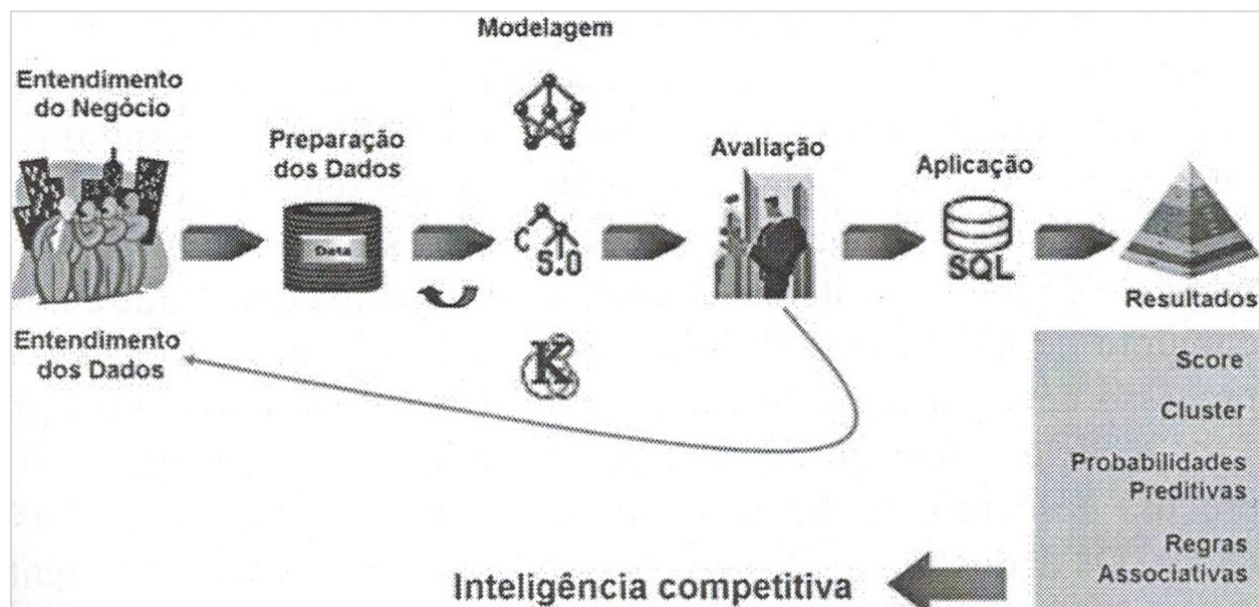 Modelagem
Entendimento
do Negócio
Preparação
dos Dados
Avaliação
Aplicação
Data
C 5.0
SQL
K
Resultados
Entendimento
dos Dados
Score
Cluster
Probabilidades
Preditivas
Regras
Associativas
Inteligência competitiva